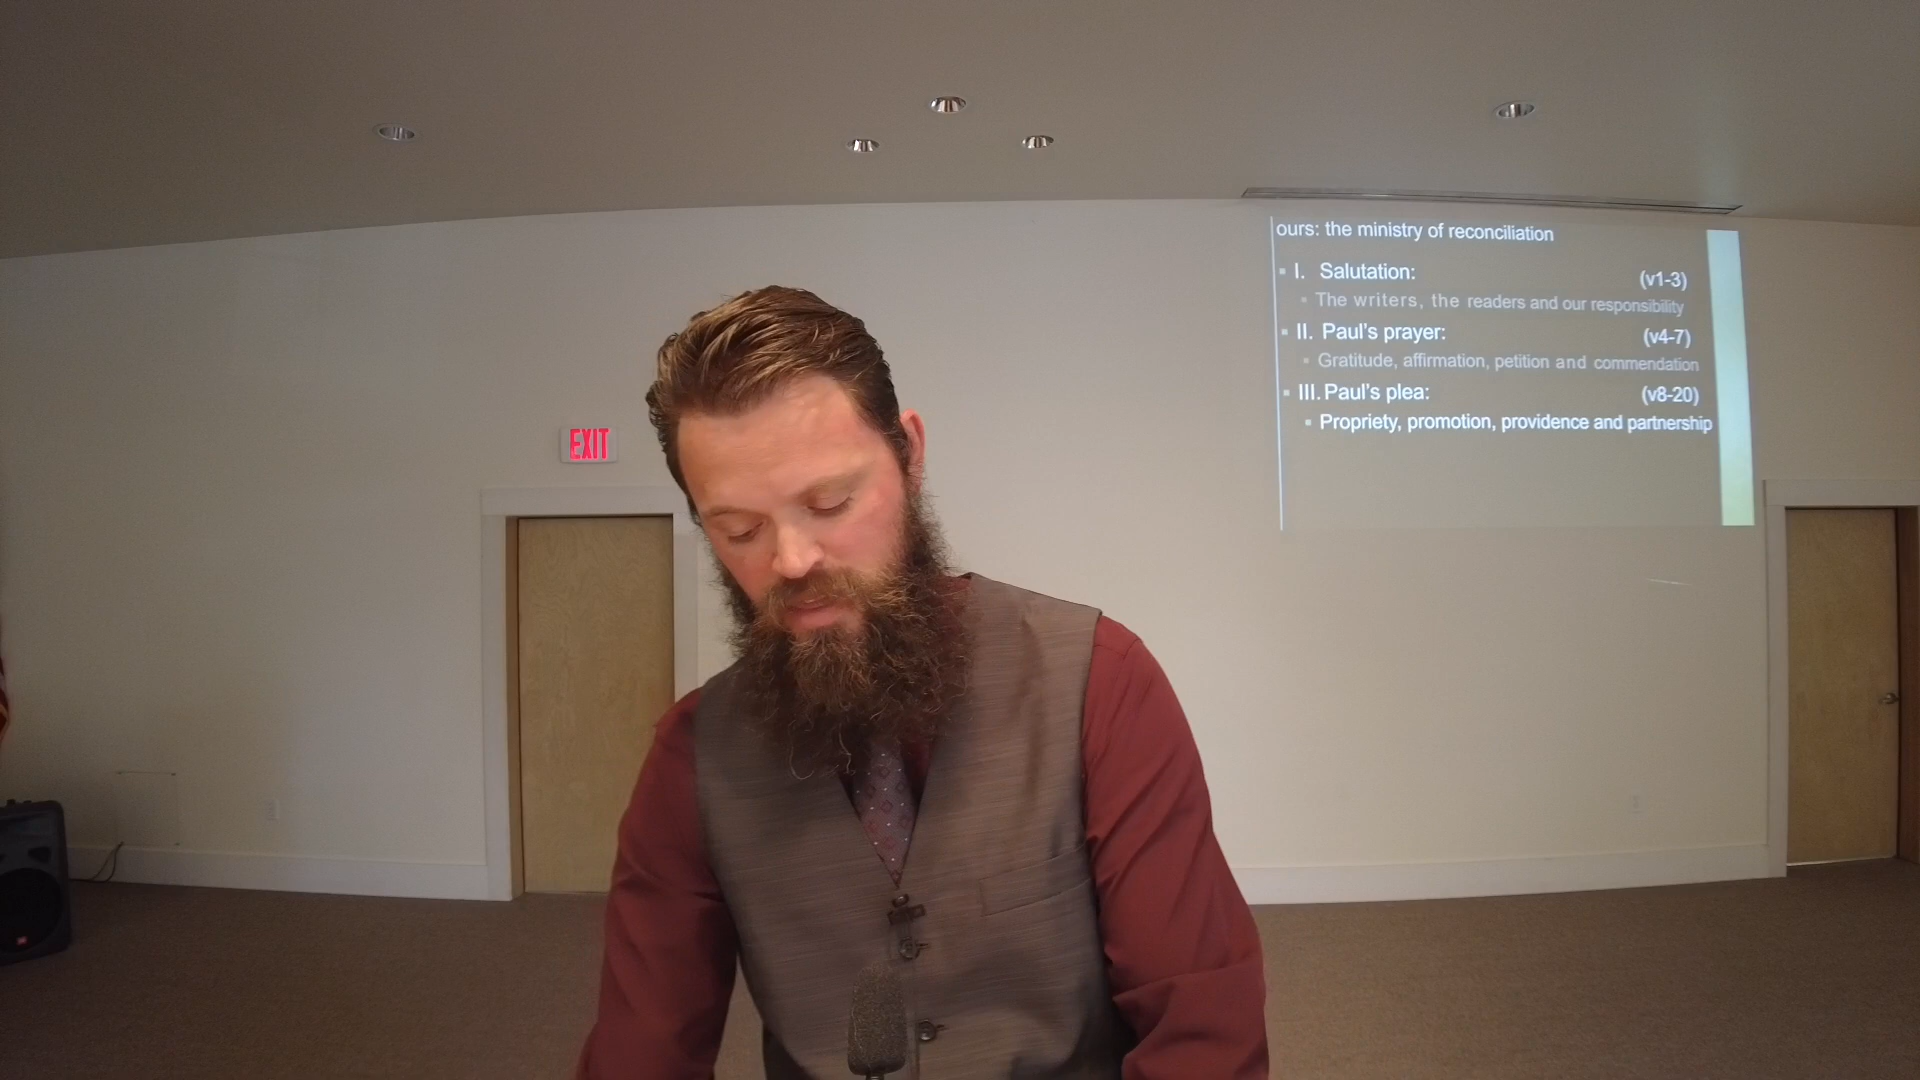 ours: the ministry of reconciliation
▪ I. Salutation: (v1-3)
▪ The writers, the readers and our responsibility
▪ II. Paul's prayer: (v4-7)
▪ Gratitude, affirmation, petition and commendation
▪ III. Paul's plea: (v8-20)
▪ Propriety, promotion, providence and partnership
EXIT